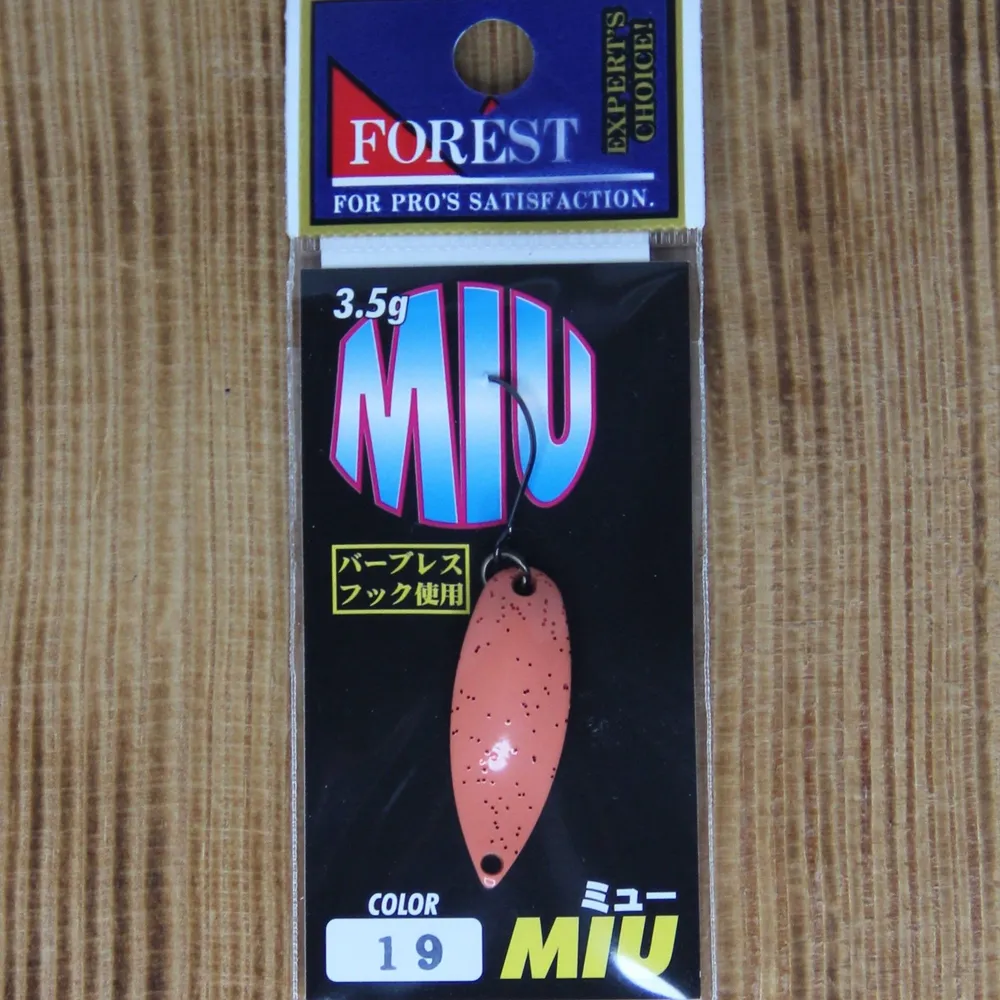 EXPERT'S
CHOICE!
FORÉST
FOR PRO'S SATISFACTION.
3.5g
MIU
バーブレス
フック使用
COLOR
19
ミュー
MIU